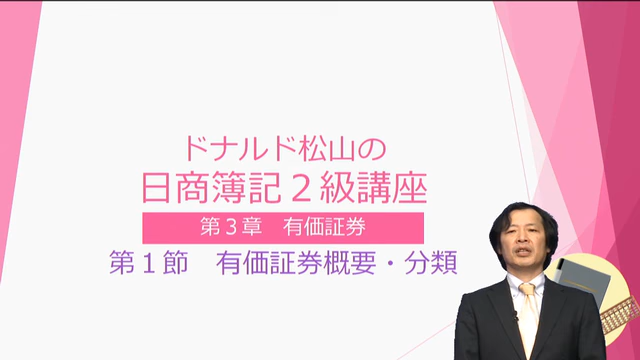 ドナルド松山の
日商簿記２級講座
第３章　有価証券
第１節　有価証券概要・分類